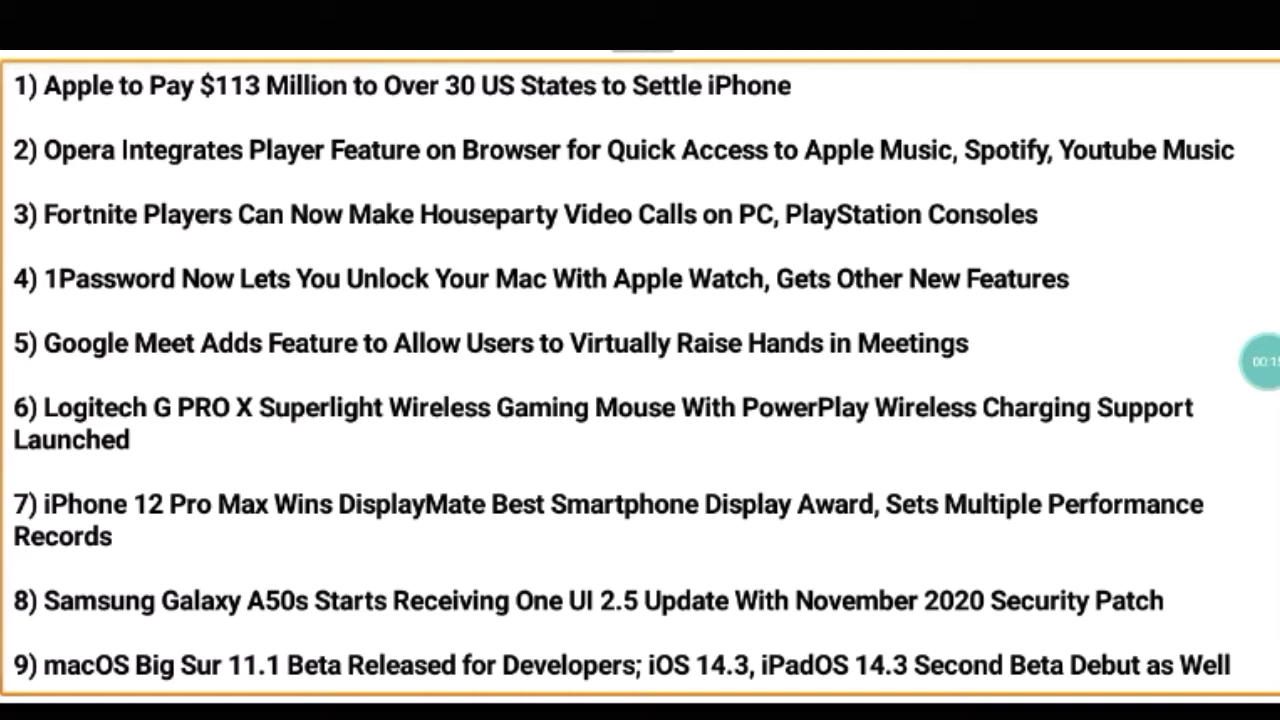 1) Apple to Pay $113 Million to Over 30 US States to Settle iPhone
2) Opera Integrates Player Feature on Browser for Quick Access to Apple Music, Spotify, Youtube Music
3) Fortnite Players Can Now Make Houseparty Video Calls on PC, PlayStation Consoles
4) 1Password Now Lets You Unlock Your Mac With Apple Watch, Gets Other New Features
5) Google Meet Adds Feature to Allow Users to Virtually Raise Hands in Meetings
6) Logitech G PRO X Superlight Wireless Gaming Mouse With PowerPlay Wireless Charging Support
Launched
7) iPhone 12 Pro Max Wins DisplayMate Best Smartphone Display Award, Sets Multiple Performance
Records
8) Samsung Galaxy A50s Starts Receiving One UI 2.5 Update With November 2020 Security Patch
9) macOS Big Sur 11.1 Beta Released for Developers; iOS 14.3, iPadOS 14.3 Second Beta Debut as Well